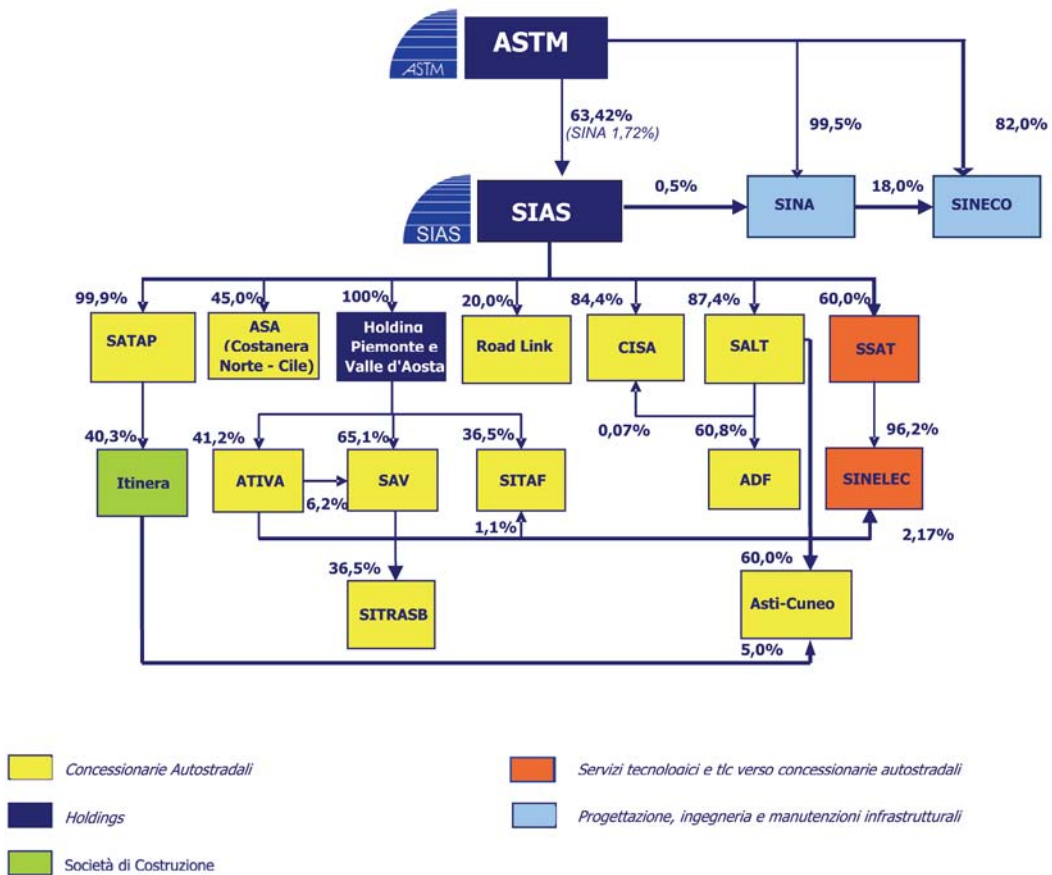 ASTM
ASTM
63,42%
(SINA 1,72%)
99,5%
82,0%
SIAS
SIAS
0,5%
SINA
18,0%
SINECO
99,9%
45,0%
100%
20,0%
84,4%
87,4%
60,0%
SATAP
ASA
(Costanera
Norte - Cile)
Holding
Piemonte e
Valle d'Aosta
Road Link
CISA
SALT
SSAT
40,3%
41,2%
65,1%
36,5%
0,07%
60,8%
96,2%
Itinera
ATIVA
6,2%
SAV
SITAF
ADF
SINELEC
1,1%
2,17%
36,5%
60,0%
SITRASB
Asti-Cuneo
5,0%
Concessionarie Autostradali
Servizi tecnologici e tlc verso concessionarie autostradali
Holdings
Progettazione, ingegneria e manutenzioni infrastrutturali
Società di Costruzione